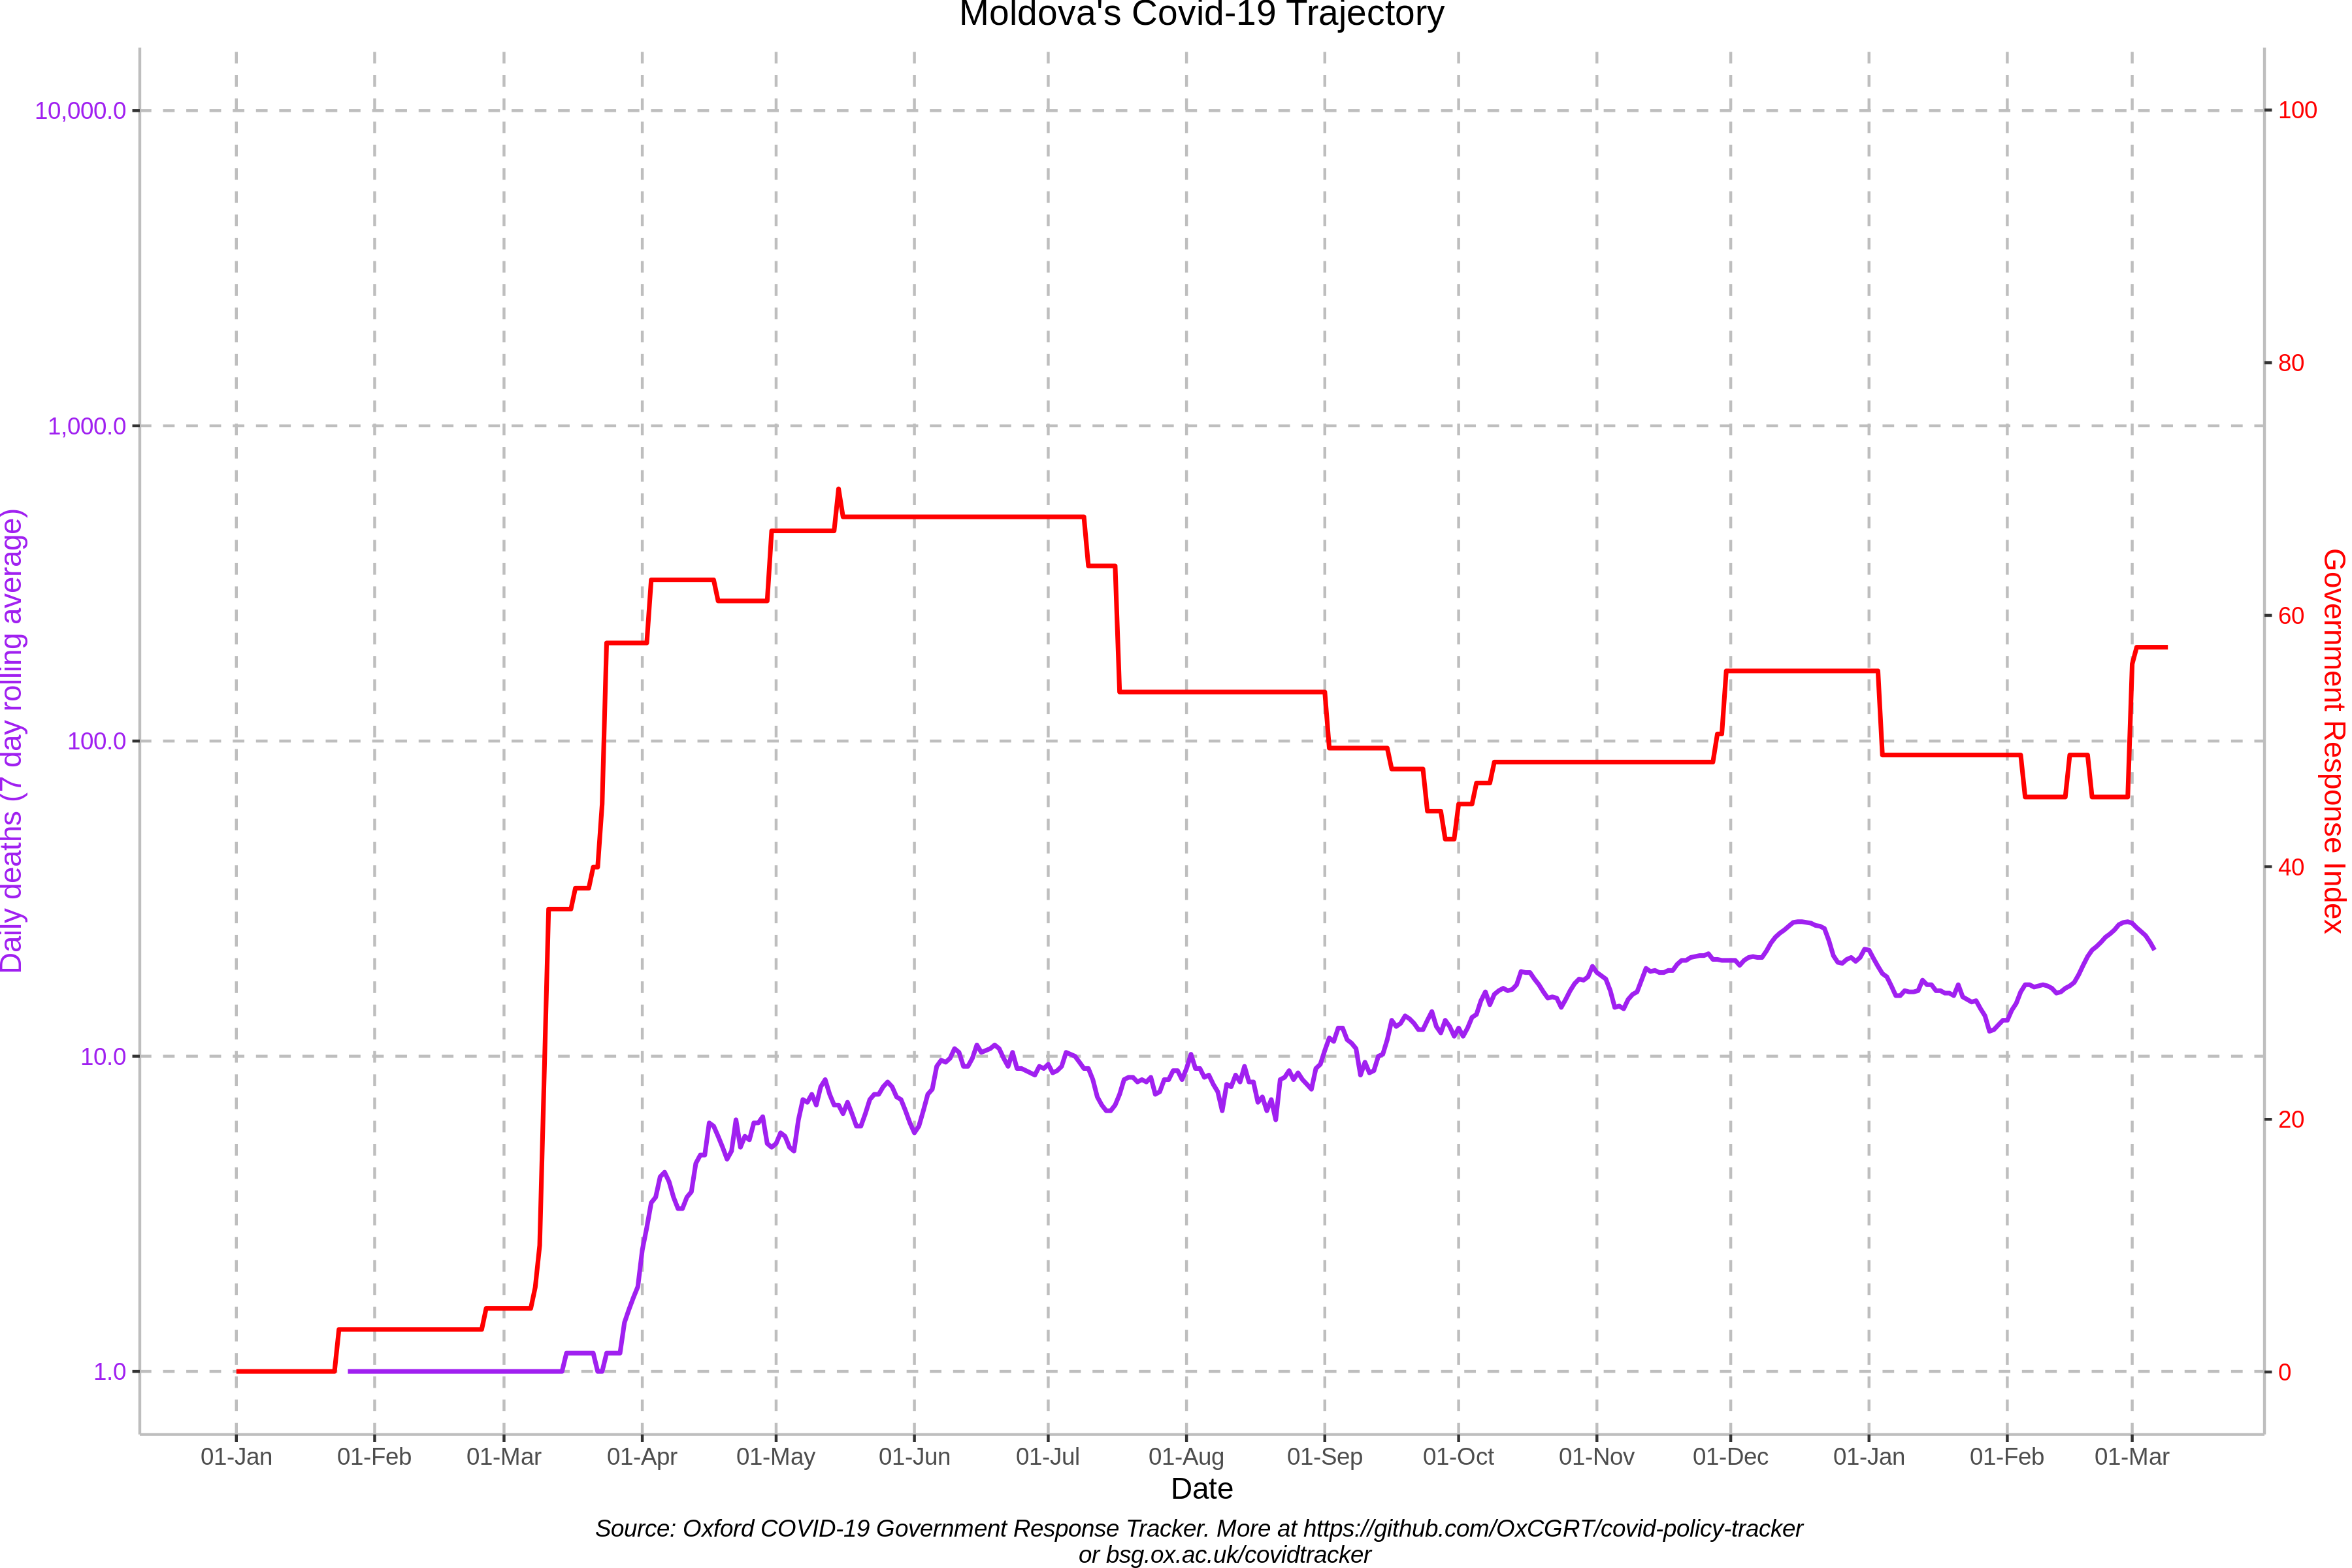 Moldova's Covid-19 Trajectory
10,000.0
1,000.0
100.0
10.0
1.0
Daily deaths (7 day rolling average)
100
80
60
40
20
0
Government Response Index
01-Jan
01-Feb
01-Mar
01-Apr
01-May
01-Jun
01-Jul
01-Aug
01-Sep
01-Oct
01-Nov
01-Dec
01-Jan
01-Feb
01-Mar
Date
Source: Oxford COVID-19 Government Response Tracker. More at https://github.com/OxCGRT/covid-policy-tracker
or bsg.ox.ac.uk/covidtracker